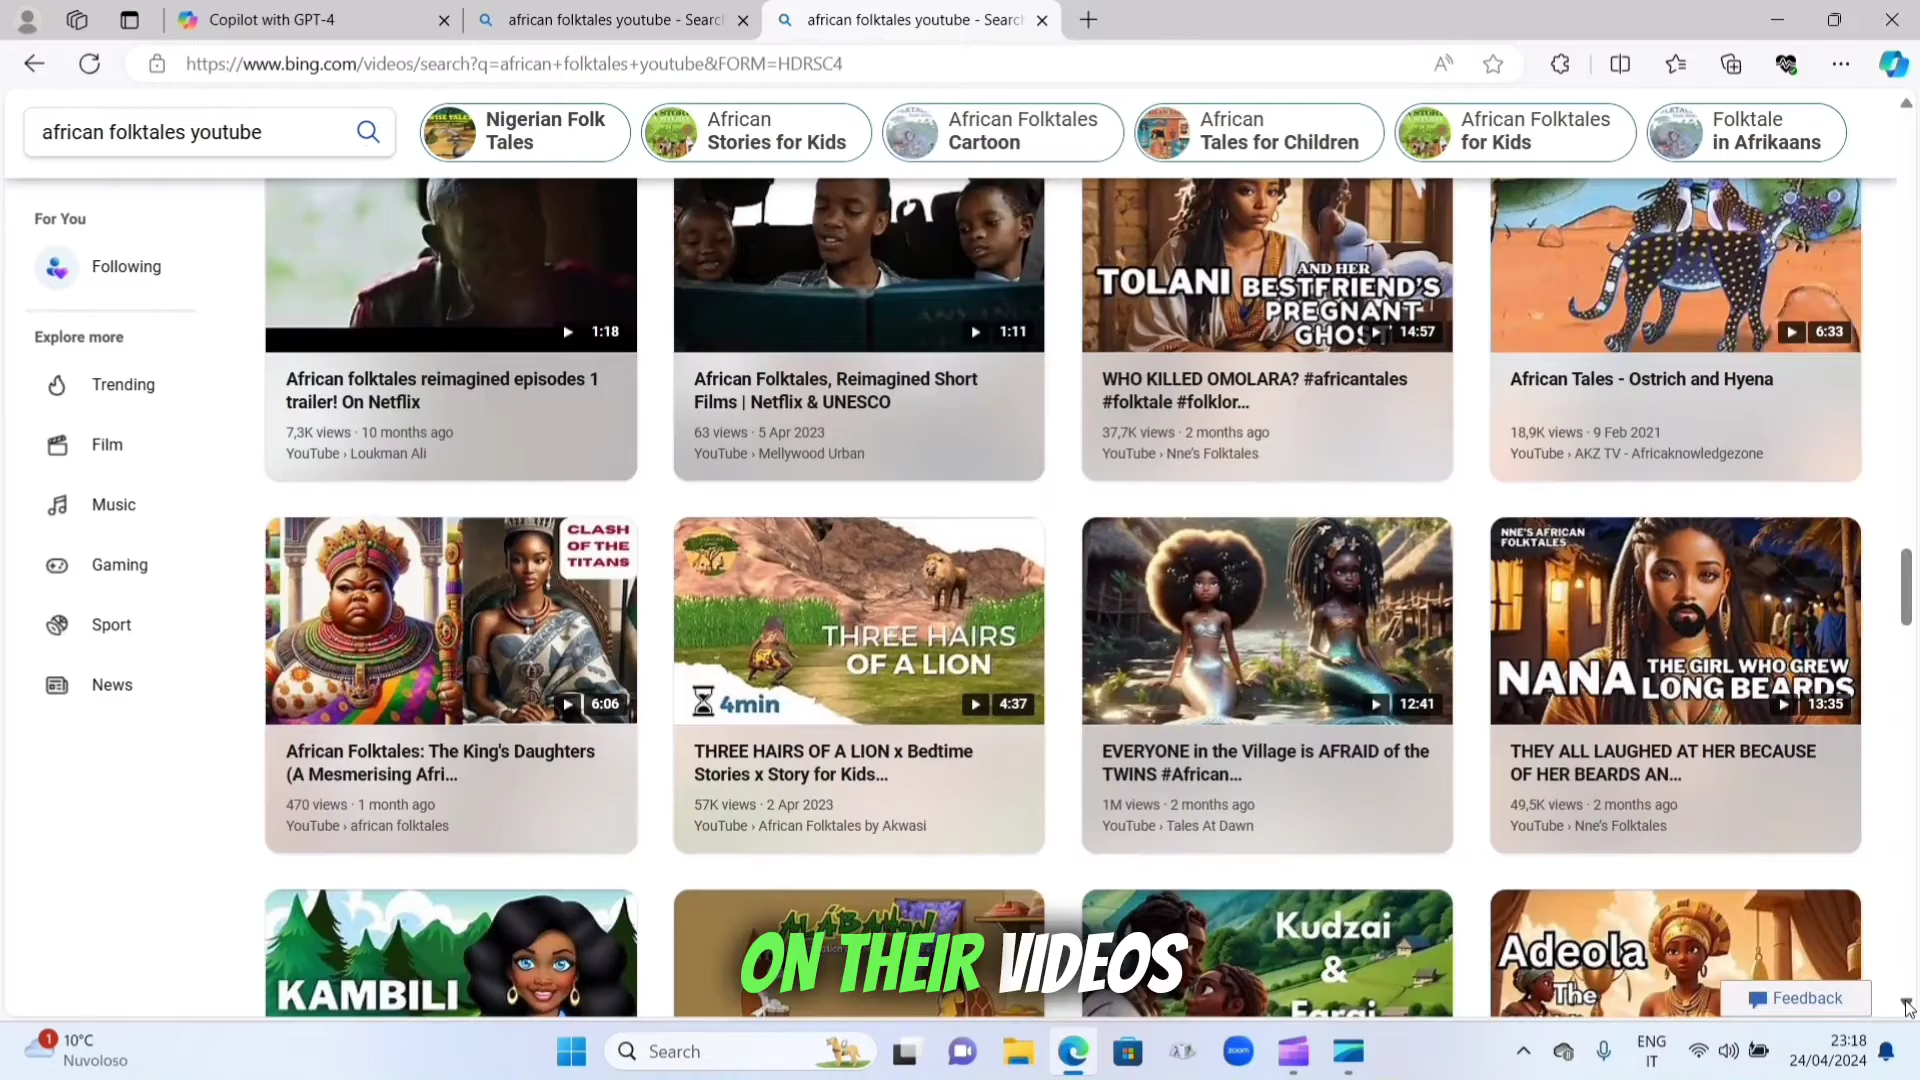 Copilot with GPT-4
african folktales youtube - Searc
african folktales youtube - Search
https://www.bing.com/videos/search?q=african+folktales+youtube&FORM=HDRSC4
african folktales youtube
Nigerian Folk
Tales
African
Stories for Kids
African Folktales
Cartoon
African
Tales for Children
African Folktales
for Kids
Folktale
in Afrikaans
For You
Following
Explore more
Trending
Film
Music
Gaming
Sport
News
1:18
African folktales reimagined episodes 1
trailer! On Netflix
7,3K views · 10 months ago
YouTube › Loukman Ali
1:11
African Folktales, Reimagined Short
Films | Netflix & UNESCO
63 views · 5 Apr 2023
YouTube › Mellywood Urban
TOLANI AND HER
BESTFRIEND'S
PREGNANT
GHOST
14:57
WHO KILLED OMOLARA? #africantales
#folktale #folklor...
37,7K views · 2 months ago
YouTube › Nne's Folktales
6:33
African Tales - Ostrich and Hyena
18,9K views · 9 Feb 2021
YouTube › AKZ TV - Africaknowledgezone
CLASH
OF THE
TITANS
6:06
African Folktales: The King's Daughters
(A Mesmerising Afri...
470 views · 1 month ago
YouTube › african folktales
THREE HAIRS
OF A LION
4min
4:37
THREE HAIRS OF A LION x Bedtime
Stories x Story for Kids...
57K views · 2 Apr 2023
YouTube › African Folktales by Akwasi
12:41
EVERYONE in the Village is AFRAID of the
TWINS #African...
1M views · 2 months ago
YouTube › Tales At Dawn
NNE'S AFRICAN
FOLKTALES
NANA THE GIRL WHO GREW
LONG BEARDS
13:35
THEY ALL LAUGHED AT HER BECAUSE
OF HER BEARDS AN...
49,5K views · 2 months ago
YouTube › Nne's Folktales
KAMBILI
Kudzai
&
Farai
Adeola
The
ON THEIR VIDEOS
Feedback
1
10°C
Nuvoloso
Search
zoom
ENG
IT
23:18
24/04/2024